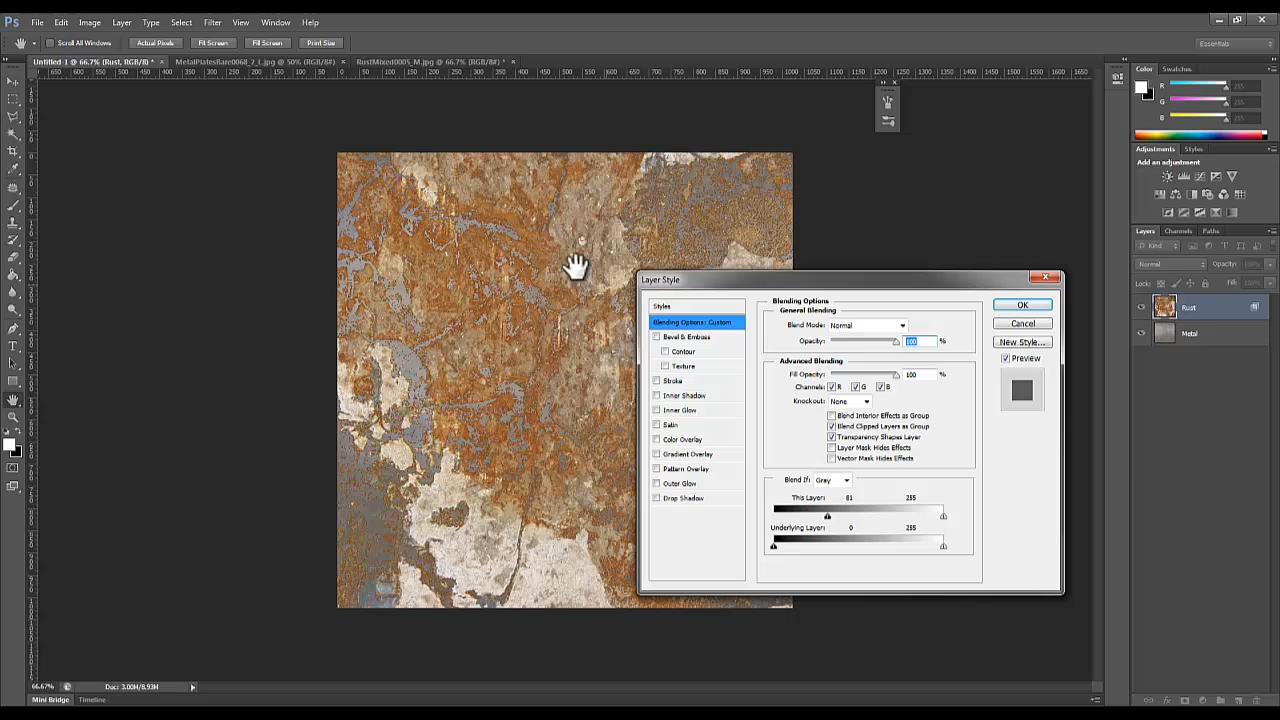 Ps File Edit Image Layer Type Select Filter View Window Help
Scroll All Windows Actual Pixels Fit Screen Fill Screen Print Size Essentials
Untitled-1 @ 66.7% (Rust, RGB/8) * × MetalPlatesBare0068_2_L.jpg @ 50% (RGB/8#) × RustMixed0005_M.jpg @ 66.7% (RGB/8#) * ×
Color Swatches
R 255
G 255
B 255
Adjustments Styles
Add an adjustment
Layers Channels Paths
Kind
Normal Opacity: 100%
Lock: Fill: 100%
Rust
Metal
Layer Style
Styles
Blending Options: Custom
Bevel & Emboss
Contour
Texture
Stroke
Inner Shadow
Inner Glow
Satin
Color Overlay
Gradient Overlay
Pattern Overlay
Outer Glow
Drop Shadow
Blending Options
General Blending
Blend Mode: Normal
Opacity: 100 %
Advanced Blending
Fill Opacity: 100 %
Channels: R G B
Knockout: None
Blend Interior Effects as Group
Blend Clipped Layers as Group
Transparency Shapes Layer
Layer Mask Hides Effects
Vector Mask Hides Effects
Blend If: Gray
This Layer: 81 255
Underlying Layer: 0 255
OK
Cancel
New Style...
Preview
66.67% Doc: 3.00M/8.93M
Mini Bridge Timeline